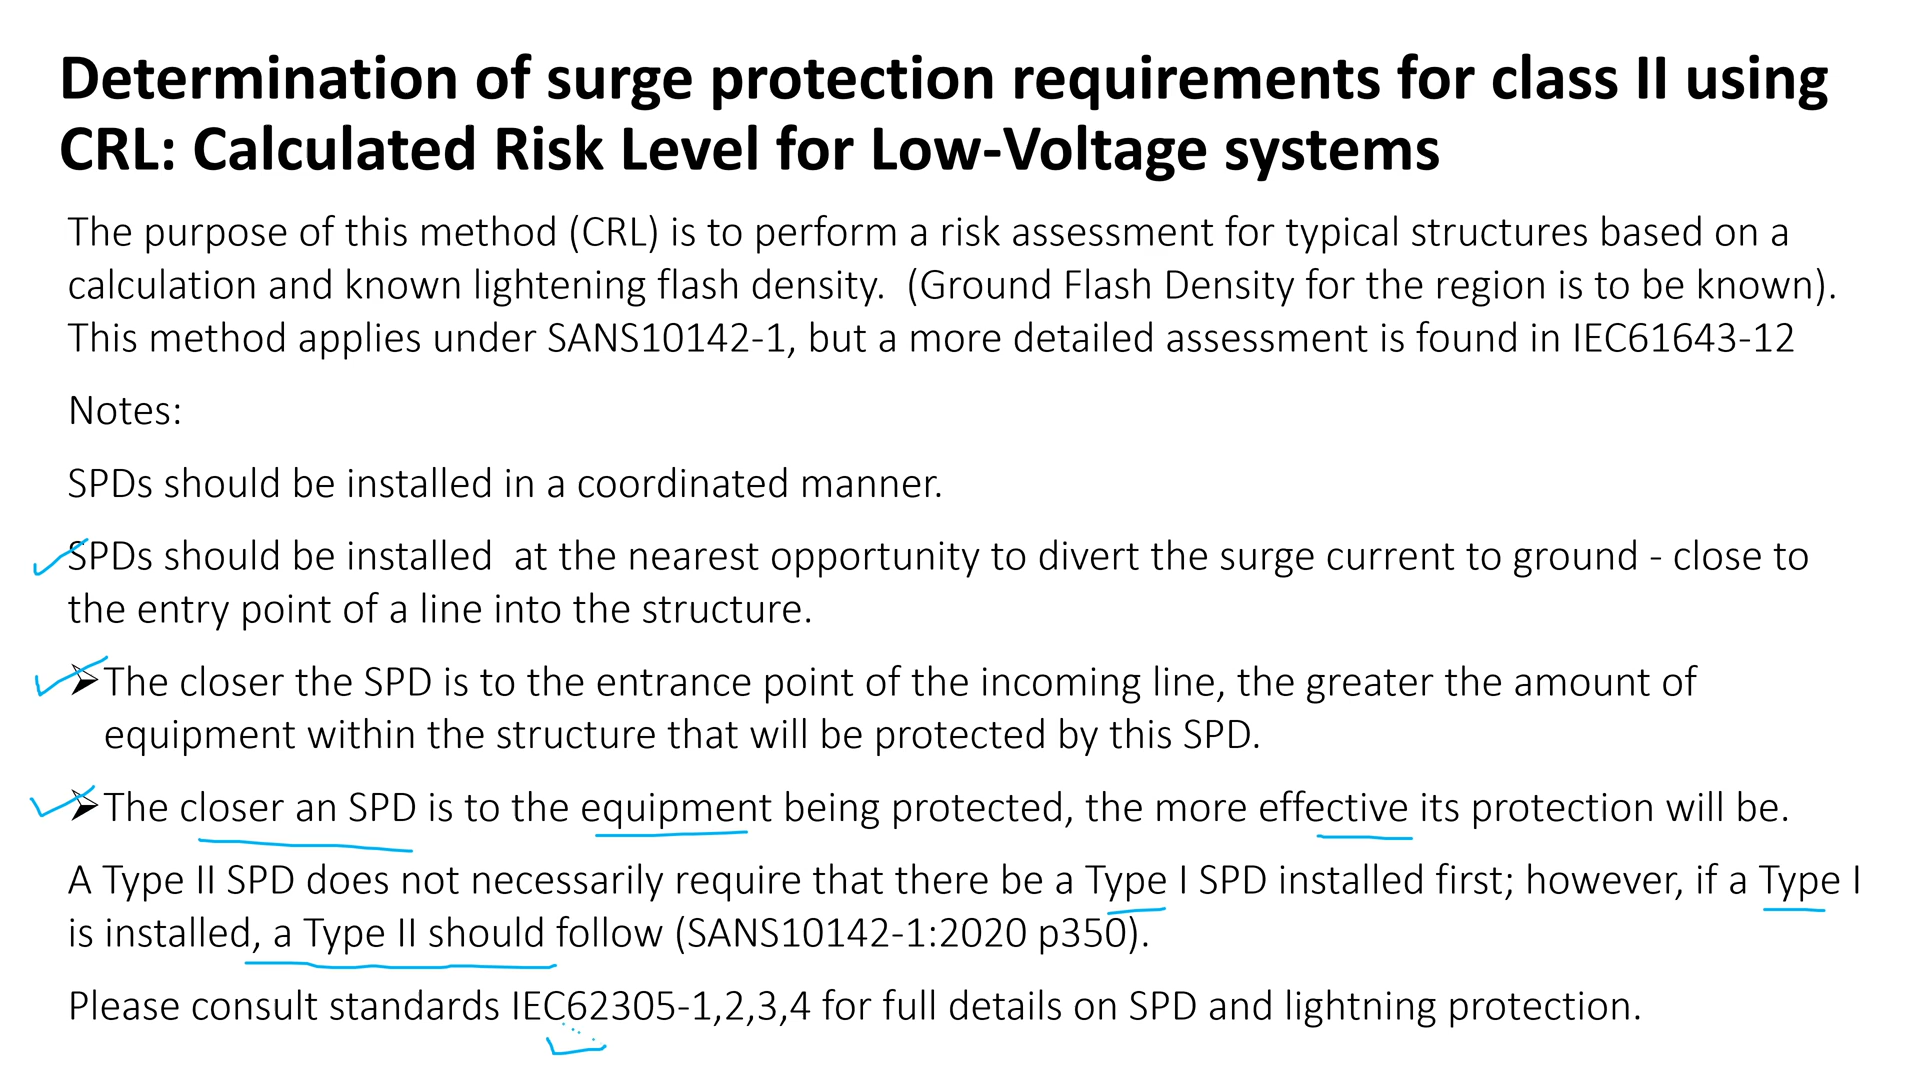 Determination of surge protection requirements for class II using
CRL: Calculated Risk Level for Low-Voltage systems
The purpose of this method (CRL) is to perform a risk assessment for typical structures based on a
calculation and known lightening flash density.  (Ground Flash Density for the region is to be known).
This method applies under SANS10142-1, but a more detailed assessment is found in IEC61643-12
Notes:
SPDs should be installed in a coordinated manner.
SPDs should be installed  at the nearest opportunity to divert the surge current to ground - close to
the entry point of a line into the structure.
➢The closer the SPD is to the entrance point of the incoming line, the greater the amount of
equipment within the structure that will be protected by this SPD.
➢The closer an SPD is to the equipment being protected, the more effective its protection will be.
A Type II SPD does not necessarily require that there be a Type I SPD installed first; however, if a Type I
is installed, a Type II should follow (SANS10142-1:2020 p350).
Please consult standards IEC62305-1,2,3,4 for full details on SPD and lightning protection.